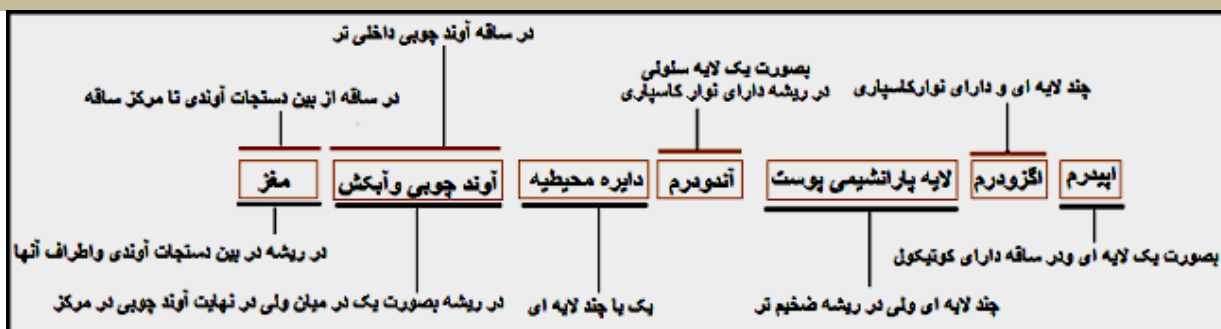 در ساقه آوند چوبی داخلی تر
بصورت یک لایه سلولی
در ریشه دارای نوار کاسپاری
چند لایه ای و دارای نوارکاسپاری
در ساقه از بین دستجات آوندی تا مرکز ساقه
اپیدرم
اگزودرم
لایه پارانشیمی پوست
آندودرم
دایره محیطیه
آوند چوبی وآبکش
مغز
بصورت یک لایه ای ودر ساقه دارای کوتیکول
در ریشه در بین دستجات آوندی واطراف آنها
چند لایه ای ولی در ریشه ضخیم تر
یک یا چند لایه ای
در ریشه بصورت یک در میان ولی در نهایت آوند چوبی در مرکز